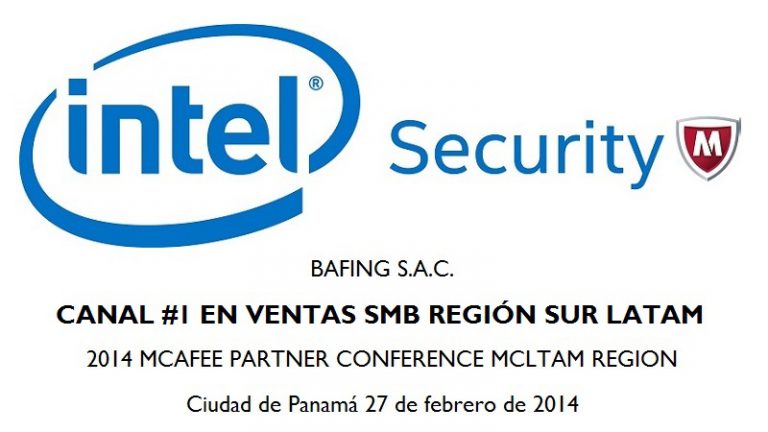 intel® Security M
BAFING S.A.C.
CANAL #1 EN VENTAS SMB REGIÓN SUR LATAM
2014 MCAFEE PARTNER CONFERENCE MCLTAM REGION
Ciudad de Panamá 27 de febrero de 2014